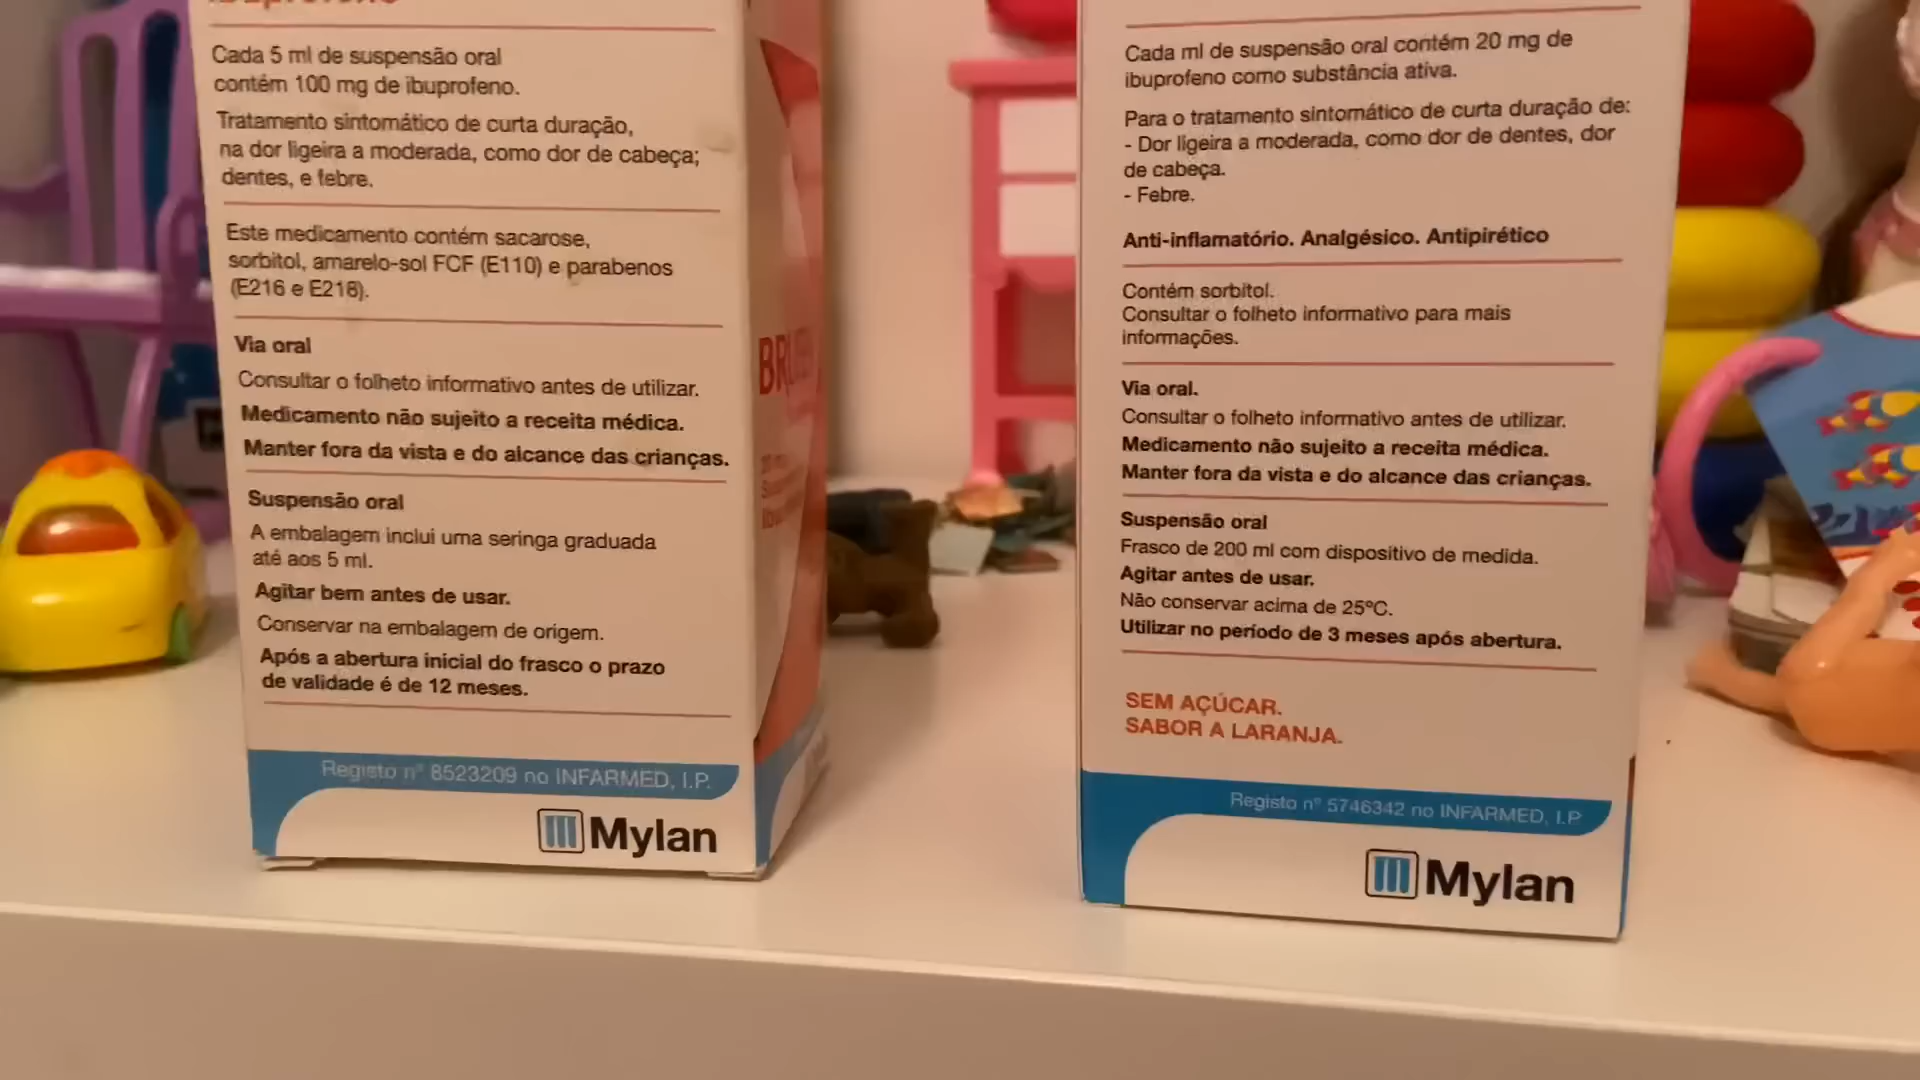 Cada 5 ml de suspensão oral
contém 100 mg de ibuprofeno.
Tratamento sintomático de curta duração,
na dor ligeira a moderada, como dor de cabeça;
dentes, e febre.
Este medicamento contém sacarose,
sorbitol, amarelo-sol FCF (E110) e parabenos
(E216 e E218).
Via oral
Consultar o folheto informativo antes de utilizar.
Medicamento não sujeito a receita médica.
Manter fora da vista e do alcance das crianças.
Suspensão oral
A embalagem inclui uma seringa graduada
até aos 5 ml.
Agitar bem antes de usar.
Conservar na embalagem de origem.
Após a abertura inicial do frasco o prazo
de validade é de 12 meses.
Registo nº 8523209 no INFARMED, I.P.
Mylan
Cada ml de suspensão oral contém 20 mg de
ibuprofeno como substância ativa.
Para o tratamento sintomático de curta duração de:
- Dor ligeira a moderada, como dor de dentes, dor
de cabeça.
- Febre.
Anti-inflamatório. Analgésico. Antipirético
Contém sorbitol.
Consultar o folheto informativo para mais
informações.
Via oral.
Consultar o folheto informativo antes de utilizar.
Medicamento não sujeito a receita médica.
Manter fora da vista e do alcance das crianças.
Suspensão oral
Frasco de 200 ml com dispositivo de medida.
Agitar antes de usar.
Não conservar acima de 25ºC.
Utilizar no período de 3 meses após abertura.
SEM AÇÚCAR.
SABOR A LARANJA.
Registo nº 5746342 no INFARMED, I.P
Mylan